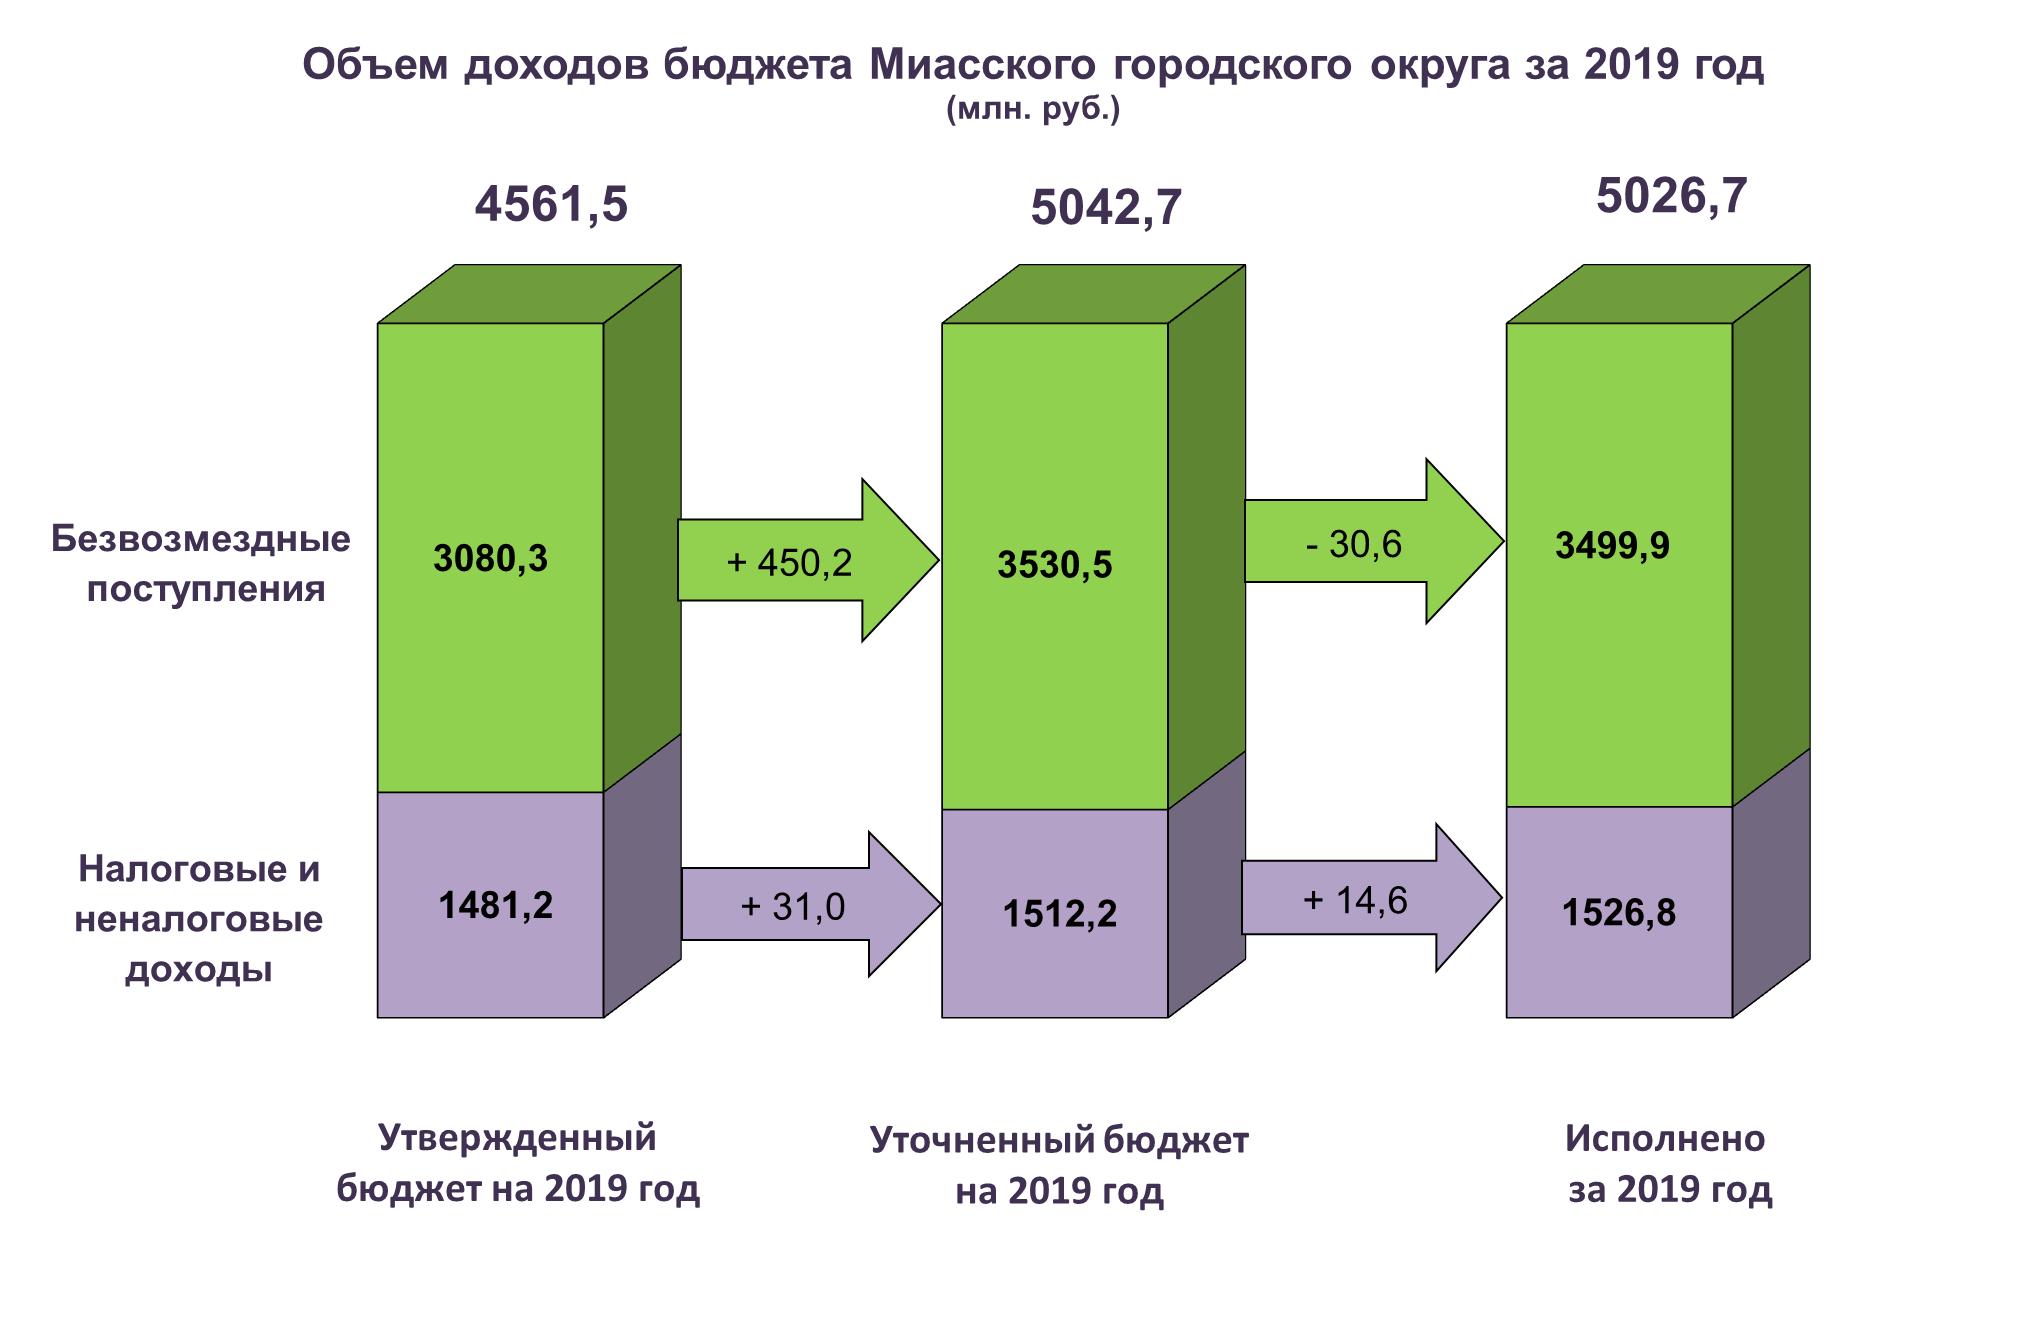 Объем доходов бюджета Миасского городского округа за 2019 год
(млн. руб.)
4561,5
5042,7
5026,7
Безвозмездные
поступления
3080,3
+ 450,2
3530,5
- 30,6
3499,9
Налоговые и
неналоговые
доходы
1481,2
+ 31,0
1512,2
+ 14,6
1526,8
Утвержденный
бюджет на 2019 год
Уточненный бюджет
на 2019 год
Исполнено
за 2019 год